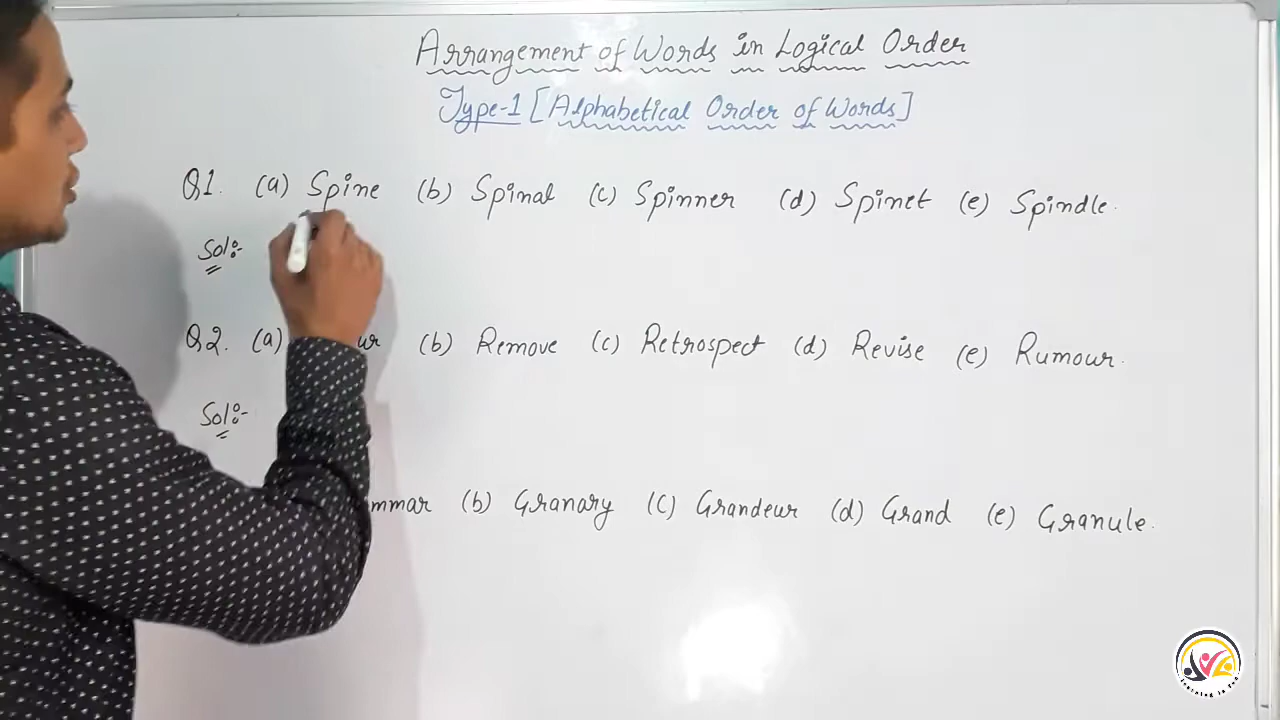 Arrangement of Words in Logical Order
Type-1 [Alphabetical Order of Words]
Q1. (a) Spine (b) Spinal (c) Spinner (d) Spinet (e) Spindle.
Sol:-
Q2. (a) (b) Remove (c) Retrospect (d) Revise (e) Rumour.
Sol:-
(b) Granary (c) Grandeur (d) Grand (e) Granule.